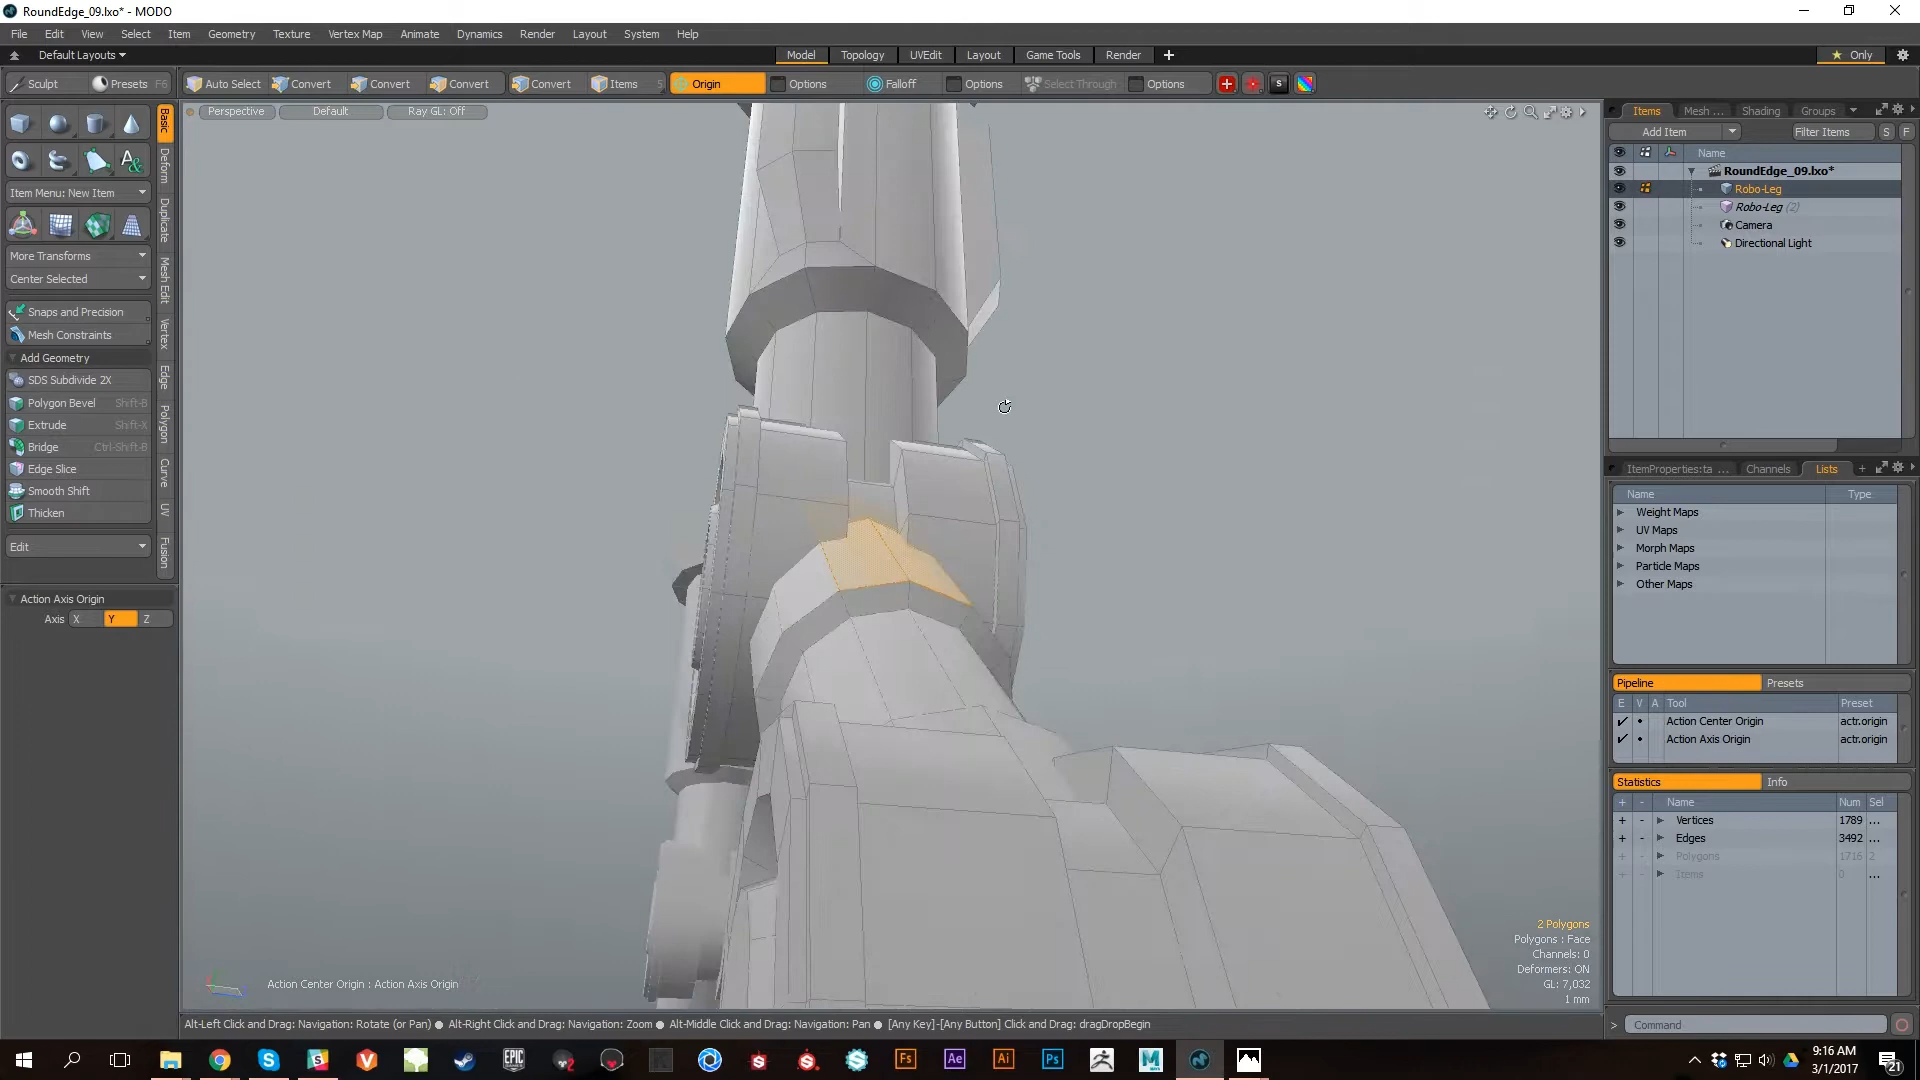 RoundEdge_09.lxo* - MODO
File Edit View Select Item Geometry Texture Vertex Map Animate Dynamics Render Layout System Help
Default Layouts Model Topology UVEdit Layout Game Tools Render Only
Sculpt Presets F6 Auto Select Convert Convert Convert Convert Items 5 Origin Options Falloff Options Select Through Options
Perspective Default Ray GL: Off
Basic
Deform
Duplicate
Mesh Edit
Vertex
Edge
Polygon
Curve
UV
Fusion
Item Menu: New Item
More Transforms
Center Selected
Snaps and Precision
Mesh Constraints
Add Geometry
SDS Subdivide 2X
Polygon Bevel Shift-B
Extrude Shift-X
Bridge Ctrl-Shift-B
Edge Slice
Smooth Shift
Thicken
Edit
Action Axis Origin
Axis X Y Z
Items Mesh ... Shading Groups
Add Item Filter Items S F
Name
RoundEdge_09.lxo*
Robo-Leg
Robo-Leg (2)
Camera
Directional Light
ItemProperties:ta ... Channels Lists
Name Type
Weight Maps
UV Maps
Morph Maps
Particle Maps
Other Maps
Pipeline Presets
E V A Tool Preset
Action Center Origin actr.origin
Action Axis Origin actr.origin
Statistics Info
+ - Name Num Sel
+ - Vertices 1789 ...
+ - Edges 3492 ...
+ - Polygons 1716 2
+ - Items 0 ...
2 Polygons
Polygons : Face
Channels: 0
Deformers: ON
GL: 7,032
1 mm
Action Center Origin : Action Axis Origin
Alt-Left Click and Drag: Navigation: Rotate (or Pan) ● Alt-Right Click and Drag: Navigation: Zoom ● Alt-Middle Click and Drag: Navigation: Pan ● [Any Key]-[Any Button] Click and Drag: dragDropBegin
> Command
EPIC GAMES Fs Ae Ai Ps M
9:16 AM
3/1/2017
21